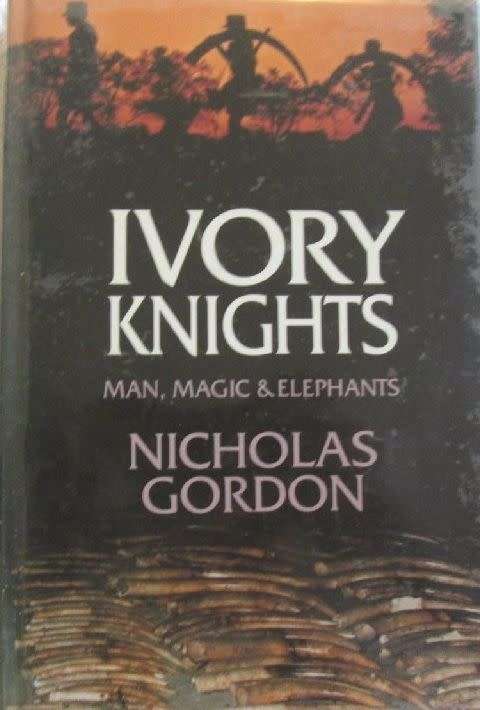 IVORY
KNIGHTS
MAN, MAGIC & ELEPHANTS
NICHOLAS
GORDON